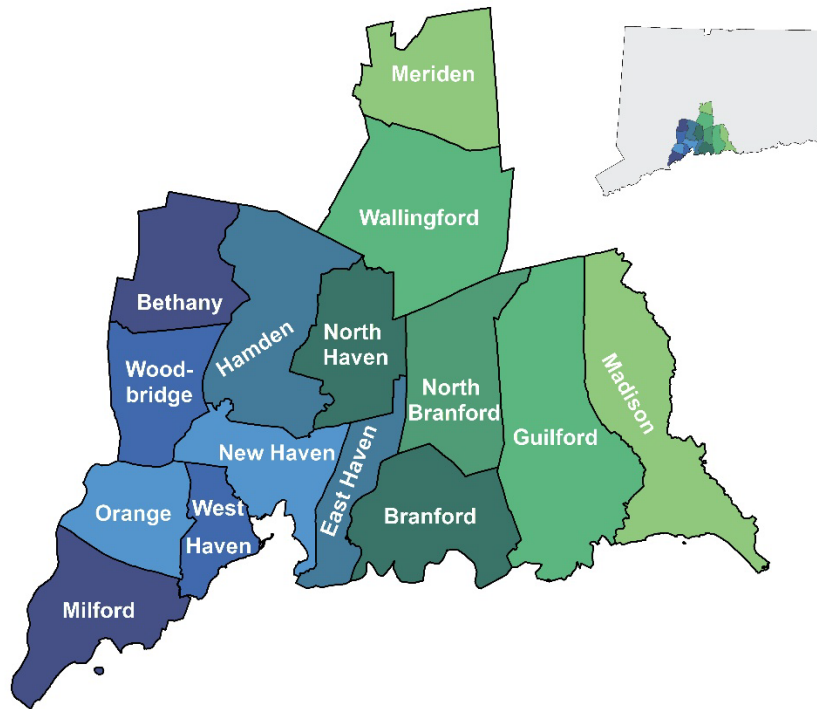 Meriden
Wallingford
Bethany
Hamden
North
Haven
Wood-
bridge
North
Branford
Madison
Guilford
New Haven
East Haven
Orange
West
Haven
Branford
Milford